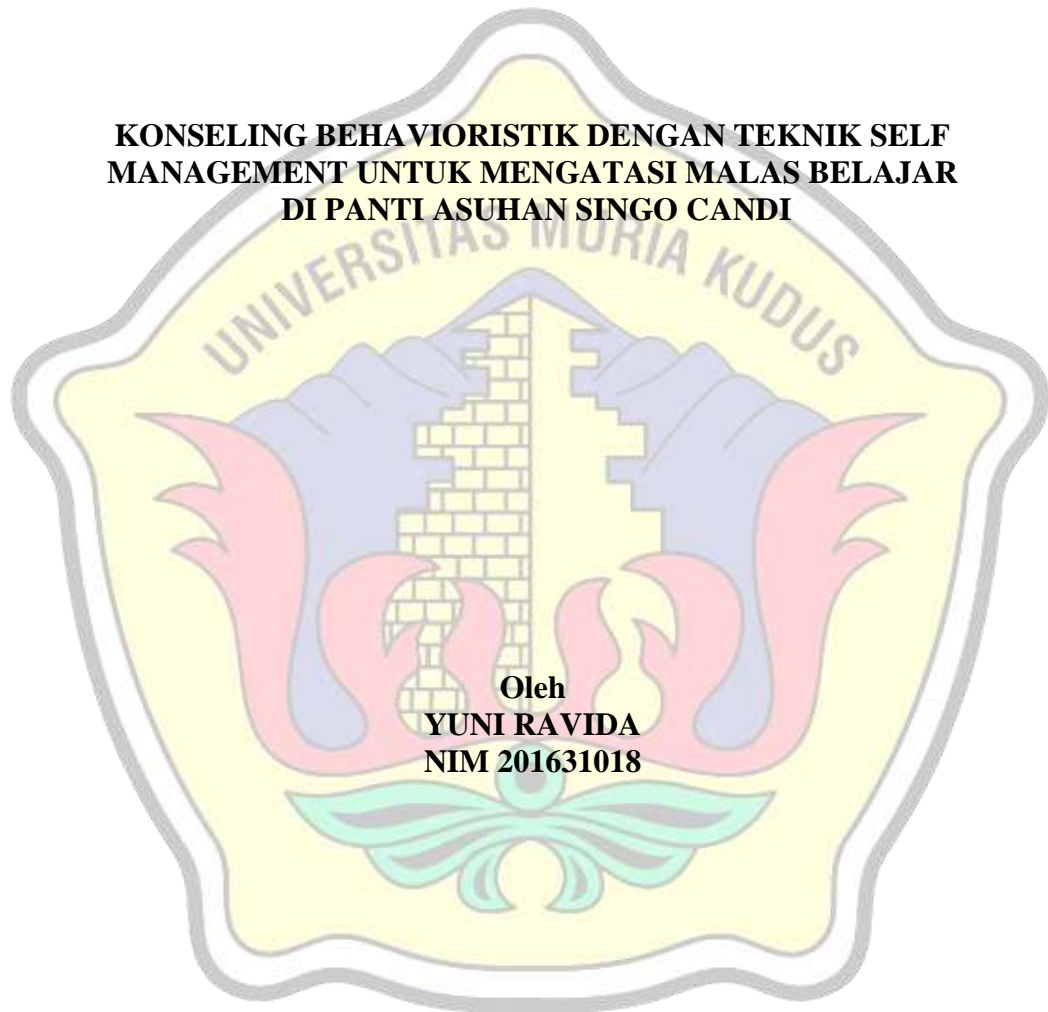 KONSELING BEHAVIORISTIK DENGAN TEKNIK SELF
MANAGEMENT UNTUK MENGATASI MALAS BELAJAR
DI PANTI ASUHAN SINGO CANDI
UNIVERSITAS MURIA KUDUS
Oleh
YUNI RAVIDA
NIM 201631018